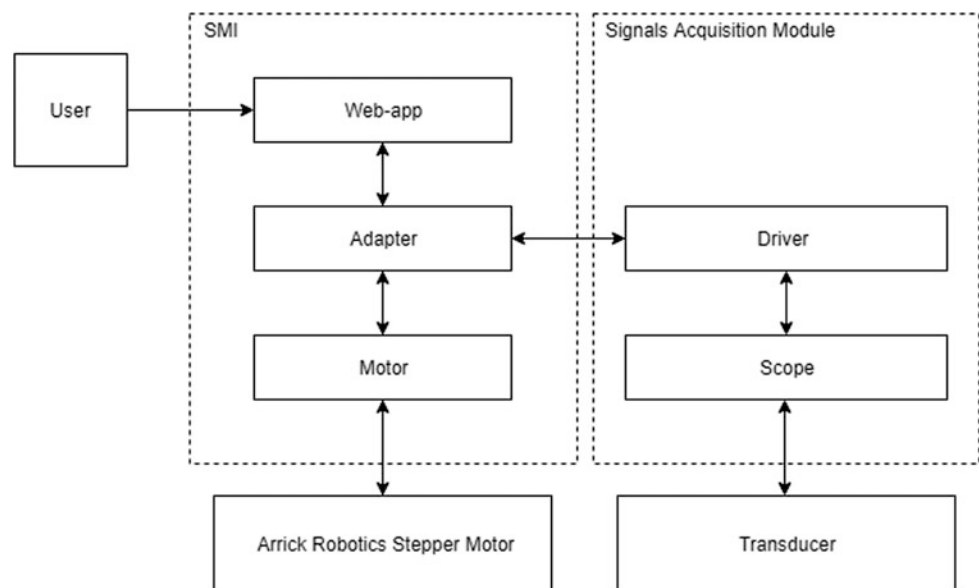 SMI
Signals Acquisition Module
User
Web-app
Adapter
Driver
Motor
Scope
Arrick Robotics Stepper Motor
Transducer